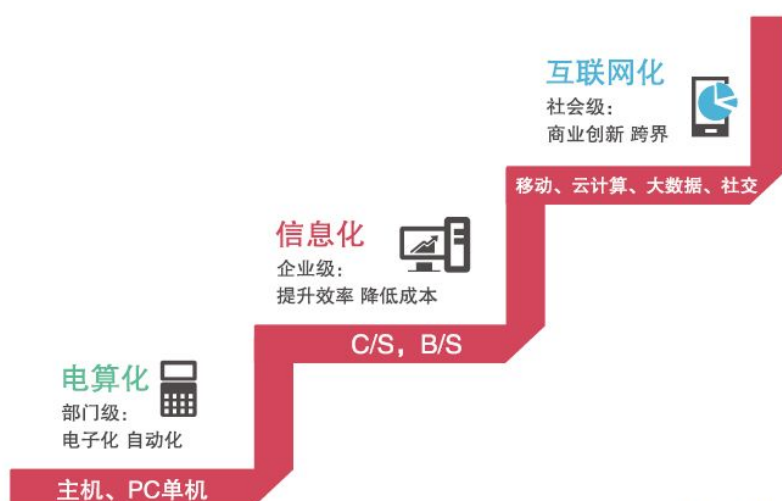 互联网化
社会级：
商业创新 跨界
移动、云计算、大数据、社交
信息化
企业级：
提升效率 降低成本
C/S，B/S
电算化
部门级：
电子化 自动化
主机、PC单机